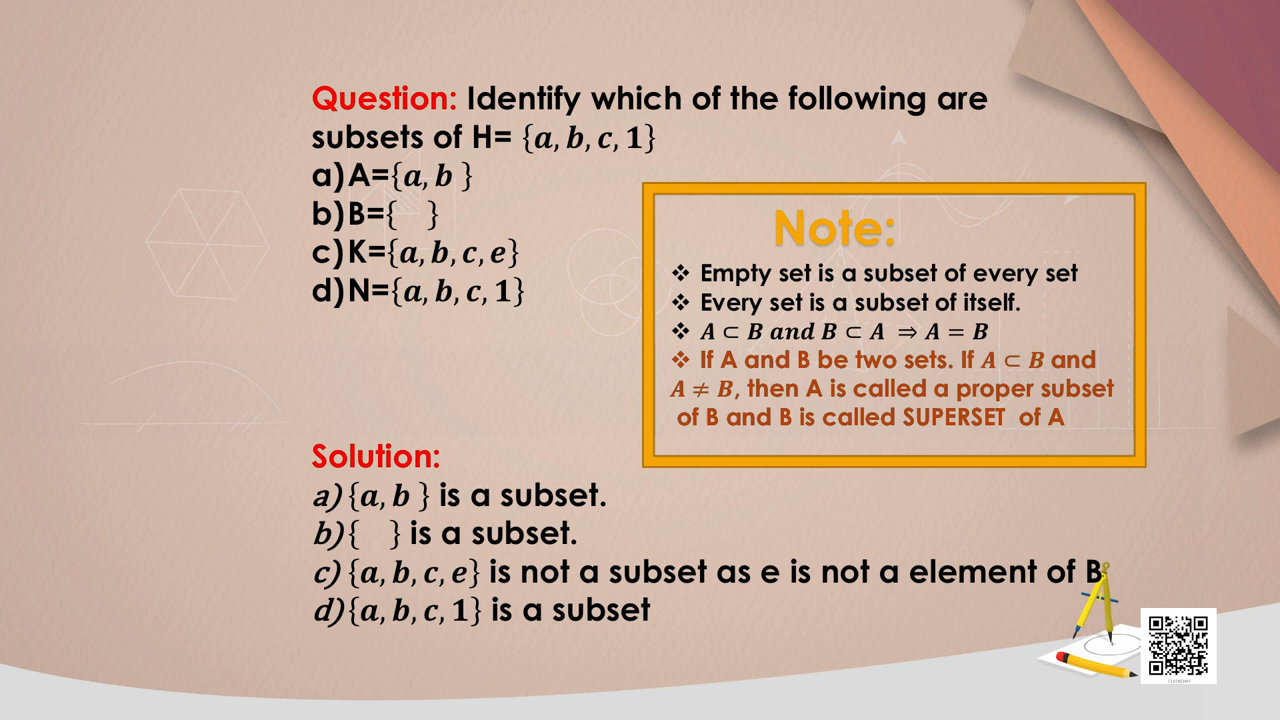 Question: Identify which of the following are
subsets of H= {a, b, c, 1}
a)A={a, b }
b)B={ }
c)K={a, b, c, e}
d)N={a, b, c, 1}
Note:
❖ Empty set is a subset of every set
❖ Every set is a subset of itself.
❖ A ⊂ B and B ⊂ A ⇒ A = B
❖ If A and B be two sets. If A ⊂ B and
A ≠ B, then A is called a proper subset
of B and B is called SUPERSET of A
Solution:
a) {a, b } is a subset.
b) { } is a subset.
c) {a, b, c, e} is not a subset as e is not a element of B.
d) {a, b, c, 1} is a subset